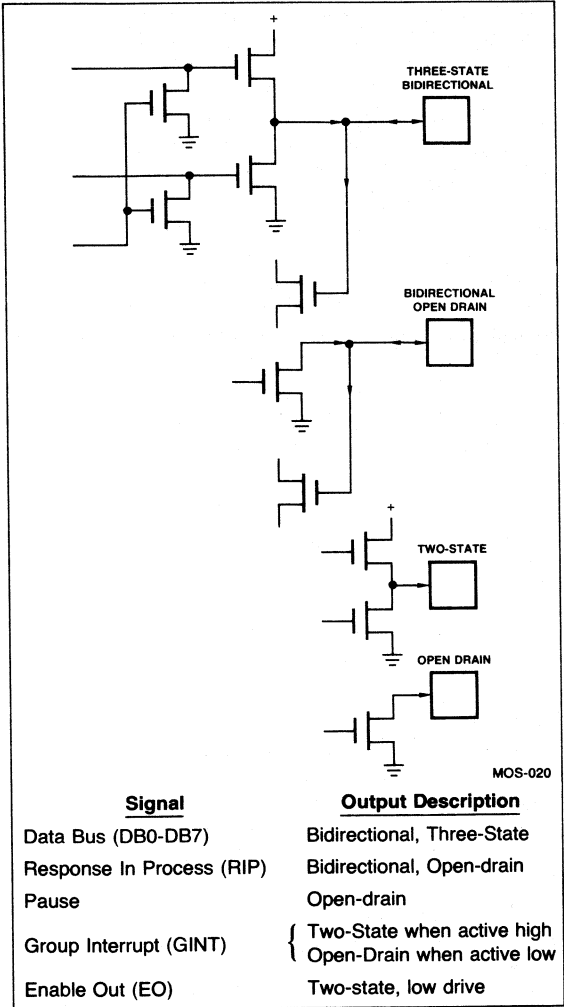 +
THREE-STATE
BIDIRECTIONAL
BIDIRECTIONAL
OPEN DRAIN
+
TWO-STATE
OPEN DRAIN
MOS-020
Signal Output Description
Data Bus (DB0-DB7) Bidirectional, Three-State
Response In Process (RIP) Bidirectional, Open-drain
Pause Open-drain
Group Interrupt (GINT) { Two-State when active high
Open-Drain when active low
Enable Out (EO) Two-state, low drive